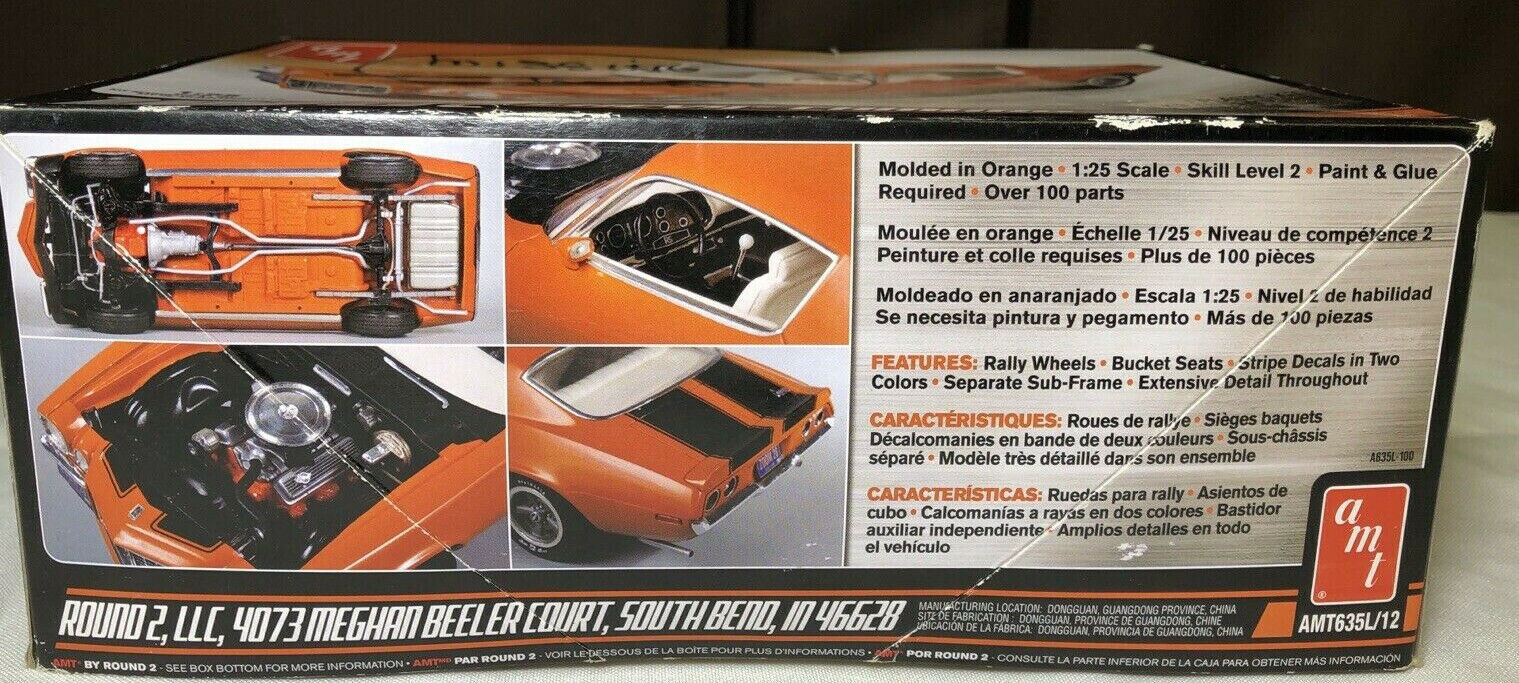 amt
missing
Molded in Orange • 1:25 Scale • Skill Level 2 • Paint & Glue
Required • Over 100 parts
Moulée en orange • Échelle 1/25 • Niveau de compétence 2
Peinture et colle requises • Plus de 100 pièces
Moldeado en anaranjado • Escala 1:25 • Nivel 2 de habilidad
Se necesita pintura y pegamento • Más de 100 piezas
FEATURES: Rally Wheels • Bucket Seats • Stripe Decals in Two
Colors • Separate Sub-Frame • Extensive Detail Throughout
CARACTÉRISTIQUES: Roues de rallye • Sièges baquets
Décalcomanies en bande de deux couleurs • Sous-châssis
séparé • Modèle très détaillé dans son ensemble
A635L-100
CARACTERÍSTICAS: Ruedas para rally • Asientos de
cubo • Calcomanías a rayas en dos colores • Bastidor
auxiliar independiente • Amplios detalles en todo
el vehículo
amt
®
ROUND 2, LLC, 4073 MEGHAN BEELER COURT, SOUTH BEND, IN 46628
MANUFACTURING LOCATION: DONGGUAN, GUANGDONG PROVINCE, CHINA
SITE DE FABRICATION : DONGGUAN, PROVINCE DE GUANGDONG, CHINE
UBICACIÓN DE LA FÁBRICA: DONGGUAN, PROVINCIA DE GUANGDONG, CHINA
AMT635L/12
AMT® BY ROUND 2 - SEE BOX BOTTOM FOR MORE INFORMATION • AMT PAR ROUND 2 - VOIR LE DESSOUS DE LA BOÎTE POUR PLUS D'INFORMATIONS • AMT POR ROUND 2 - CONSULTE LA PARTE INFERIOR DE LA CAJA PARA OBTENER MÁS INFORMACIÓN